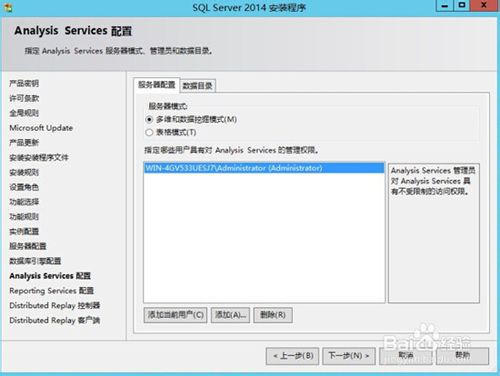 SQL Server 2014 安装程序
Analysis Services 配置
指定 Analysis Services 服务器模式、管理员和数据目录。
产品密钥
许可条款
全局规则
Microsoft Update
产品更新
安装安装程序文件
安装规则
设置角色
功能选择
功能规则
实例配置
服务器配置
数据库引擎配置
Analysis Services 配置
Reporting Services 配置
Distributed Replay 控制器
Distributed Replay 客户端
服务器配置 数据目录
服务器模式:
多维和数据挖掘模式(M)
表格模式(T)
指定哪些用户具有对 Analysis Services 的管理权限。
WIN-4GV533UESJ7\Administrator (Administrator)
Analysis Services 管理员
对 Analysis Services 具
有不受限制的访问权限。
添加当前用户(C) 添加(A)... 删除(R)
< 上一步(B) 下一步(N) > 取消 帮助
Baidu经验
jingyan.baidu.com